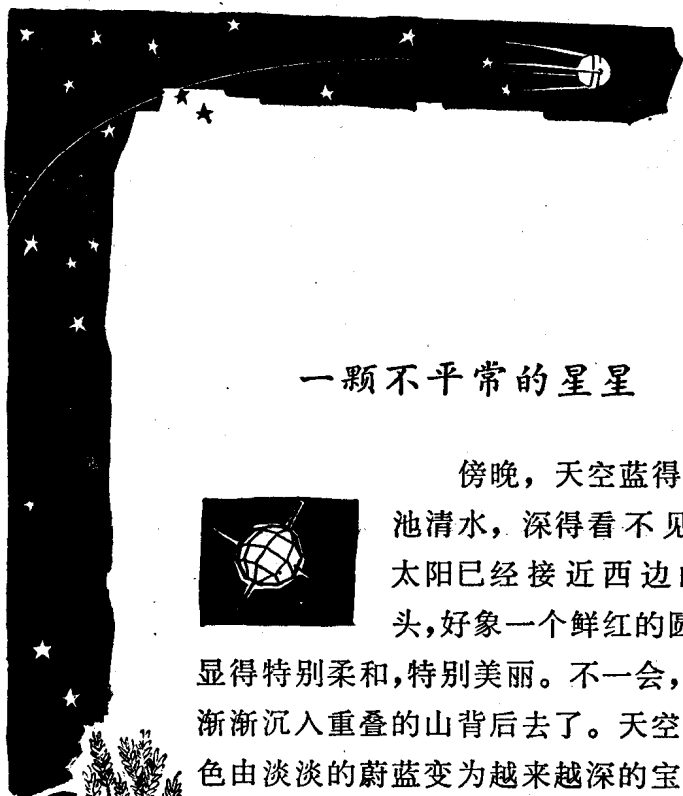 一颗不平常的星星
傍晚，天空蓝得
池清水，深得看不见
太阳已经接近西边
头，好象一个鲜红的圆
显得特别柔和，特别美丽。不一会，
渐渐沉入重叠的山背后去了。天空
色由淡淡的蔚蓝变为越来越深的宝